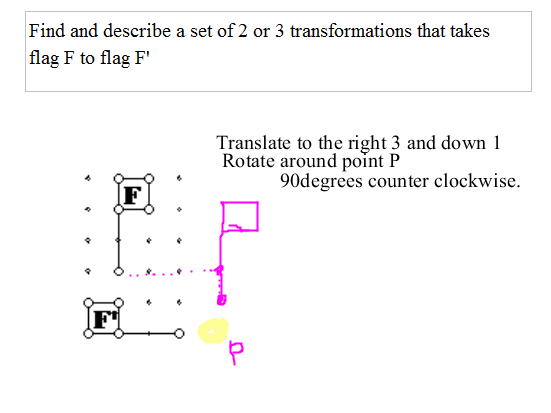 Find and describe a set of 2 or 3 transformations that takes
flag F to flag F'
Translate to the right 3 and down 1
Rotate around point P
90degrees counter clockwise.
F
F'
p